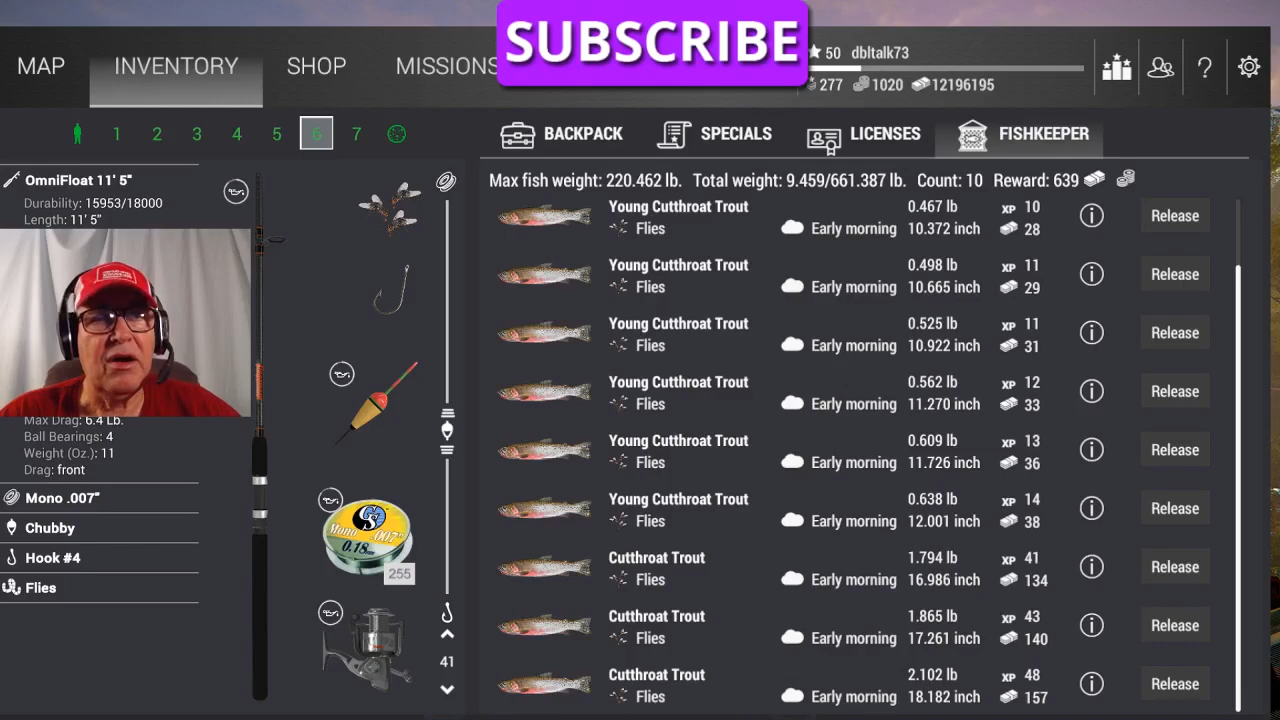 SUBSCRIBE
MAP
INVENTORY
SHOP
MISSIONS
50 dbltalk73
277 1020 12196195
?
1 2 3 4 5 6 7
BACKPACK
SPECIALS
LICENSES
FISHKEEPER
OmniFloat 11' 5"
Durability: 15953/18000
Length: 11' 5"
Max Drag: 6.4 Lb.
Ball Bearings: 4
Weight (Oz.): 11
Drag: front
Mono .007"
Chubby
Hook #4
Flies
Mono .007"
0.18mm
255
41
Max fish weight: 220.462 lb. Total weight: 9.459/661.387 lb. Count: 10 Reward: 639
Young Cutthroat Trout 0.467 lb XP 10
Flies Early morning 10.372 inch 28
Release
Young Cutthroat Trout 0.498 lb XP 11
Flies Early morning 10.665 inch 29
Release
Young Cutthroat Trout 0.525 lb XP 11
Flies Early morning 10.922 inch 31
Release
Young Cutthroat Trout 0.562 lb XP 12
Flies Early morning 11.270 inch 33
Release
Young Cutthroat Trout 0.609 lb XP 13
Flies Early morning 11.726 inch 36
Release
Young Cutthroat Trout 0.638 lb XP 14
Flies Early morning 12.001 inch 38
Release
Cutthroat Trout 1.794 lb XP 41
Flies Early morning 16.986 inch 134
Release
Cutthroat Trout 1.865 lb XP 43
Flies Early morning 17.261 inch 140
Release
Cutthroat Trout 2.102 lb XP 48
Flies Early morning 18.182 inch 157
Release